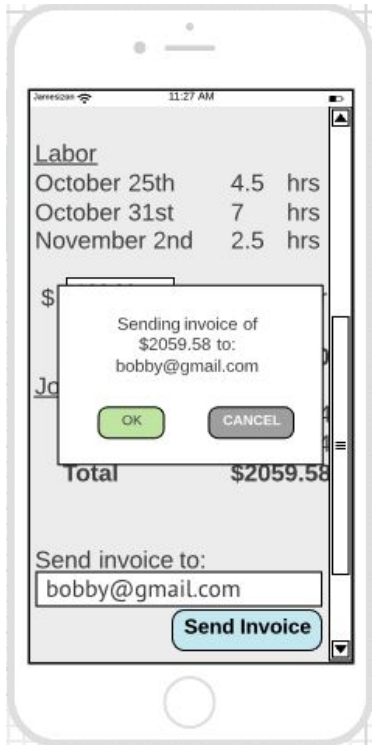 Jameszon 11:27 AM
Labor
October 25th 4.5 hrs
October 31st 7 hrs
November 2nd 2.5 hrs
$
Sending invoice of
$2059.58 to:
bobby@gmail.com
Jo
OK CANCEL
Total $2059.58
Send invoice to:
bobby@gmail.com
Send Invoice